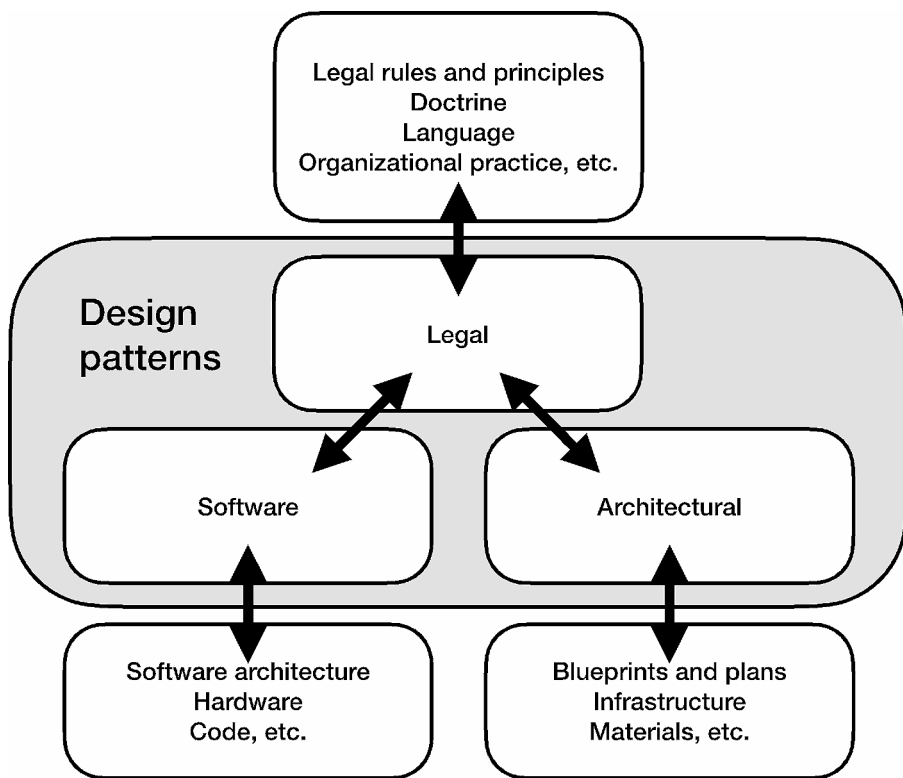 Legal rules and principles
Doctrine
Language
Organizational practice, etc.
Design
patterns
Legal
Software
Architectural
Software architecture
Hardware
Code, etc.
Blueprints and plans
Infrastructure
Materials, etc.